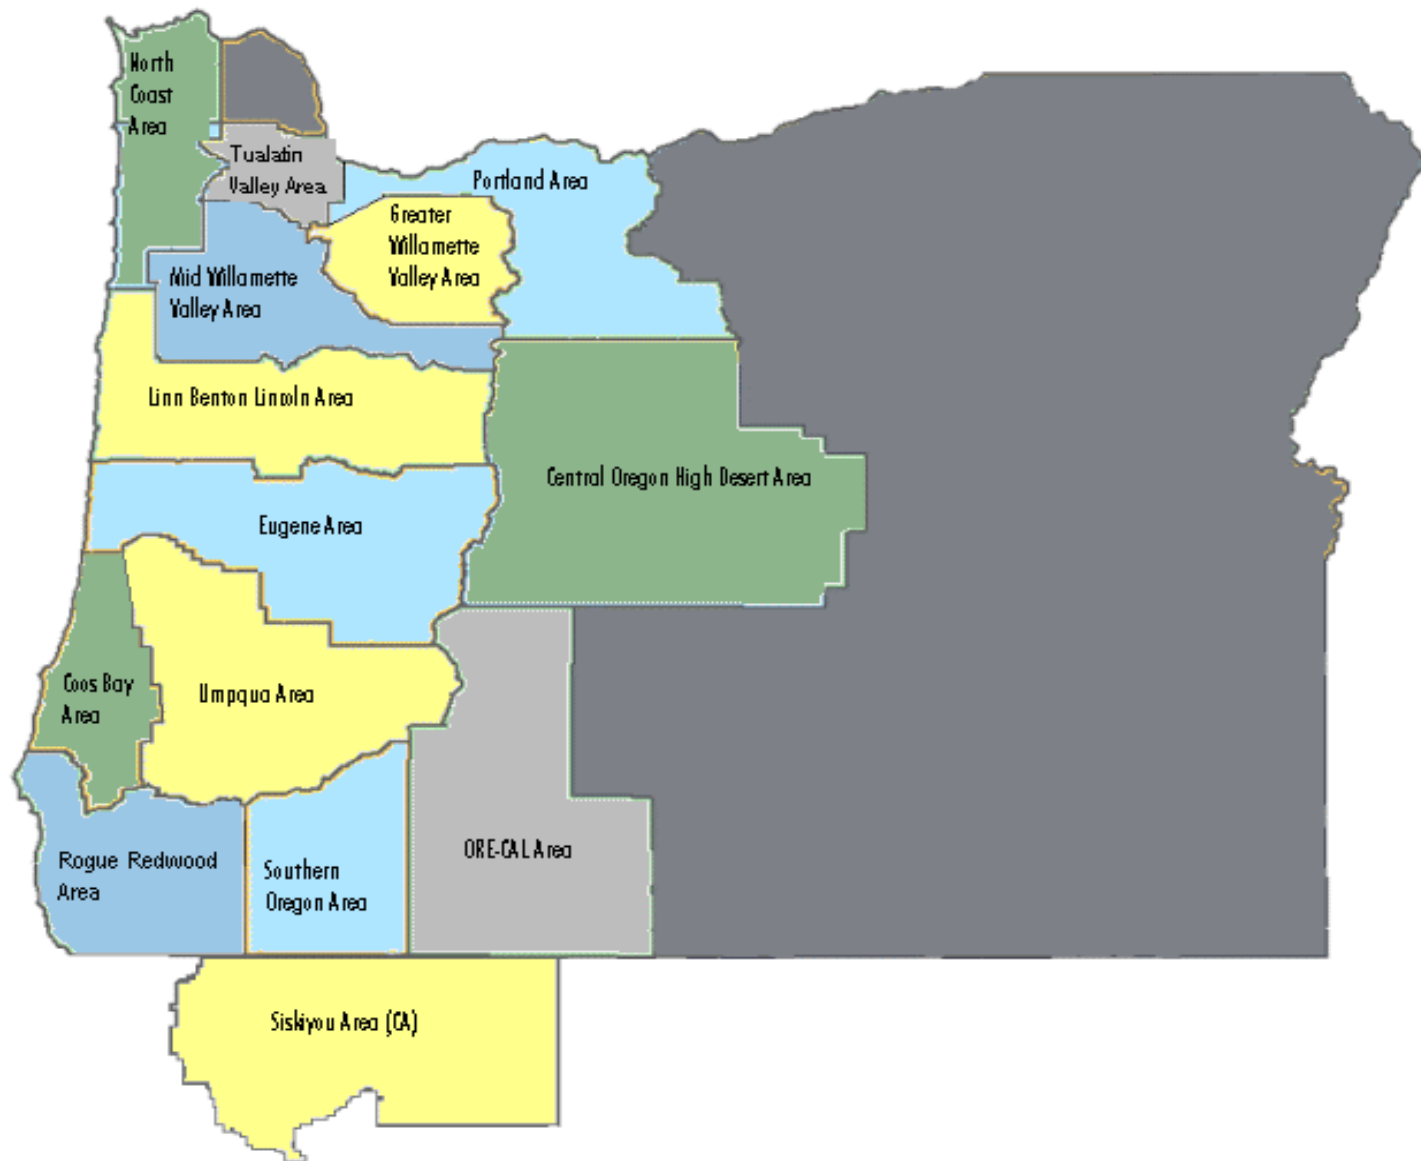 North
Coast
Area
Tualatin
Valley Area
Portland Area
Greater
Willamette
Valley Area
Mid Willamette
Valley Area
Linn Benton Lincoln Area
Central Oregon High Desert Area
Eugene Area
Coos Bay
Area
Umpqua Area
Rogue Redwood
Area
Southern
Oregon Area
ORE-CAL Area
Siskiyou Area (CA)